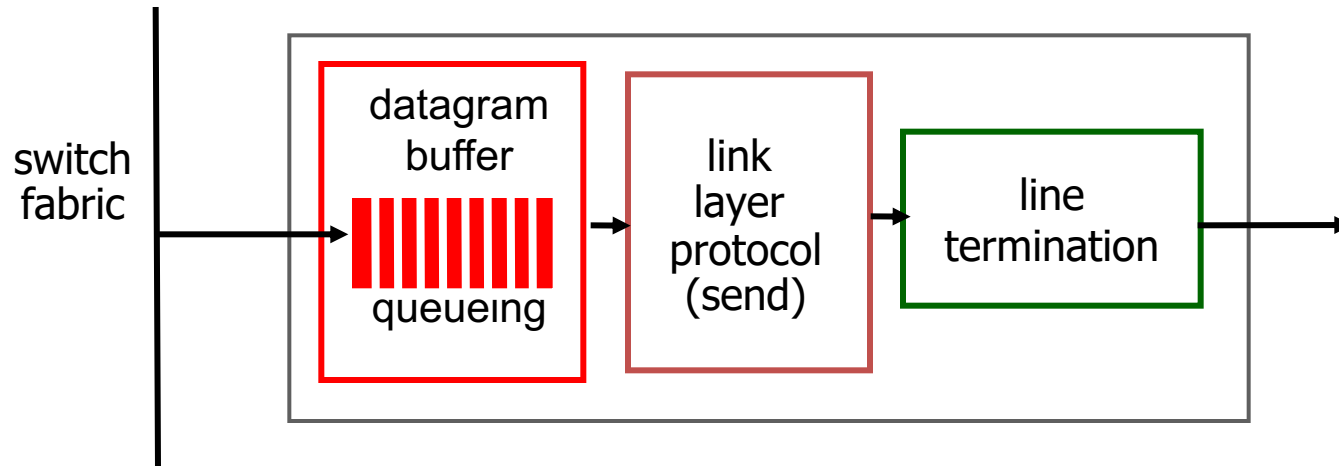 switch
fabric
datagram
buffer
queueing
link
layer
protocol
(send)
line
termination